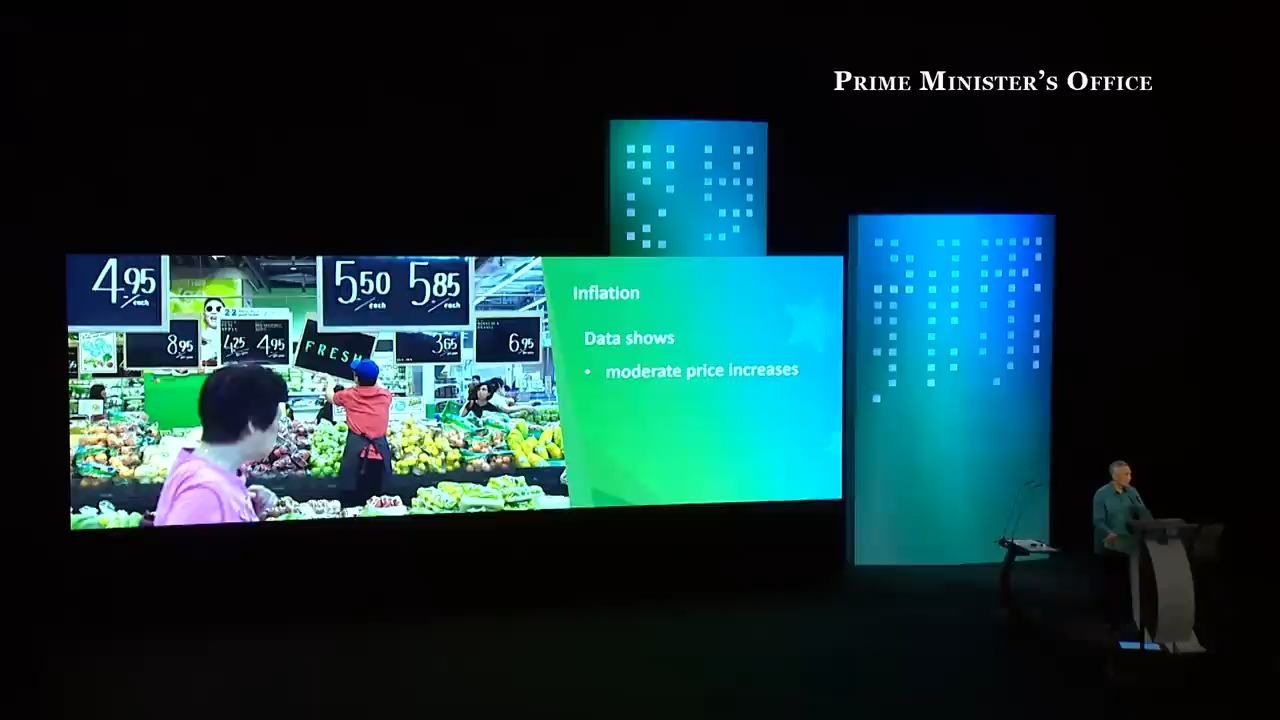 PRIME MINISTER'S OFFICE
4.95
/each
5.50
/each
5.85
/each
22
8.95
4.25
4.95
FRESH
3.65
6.95
Inflation
Data shows
• moderate price increases